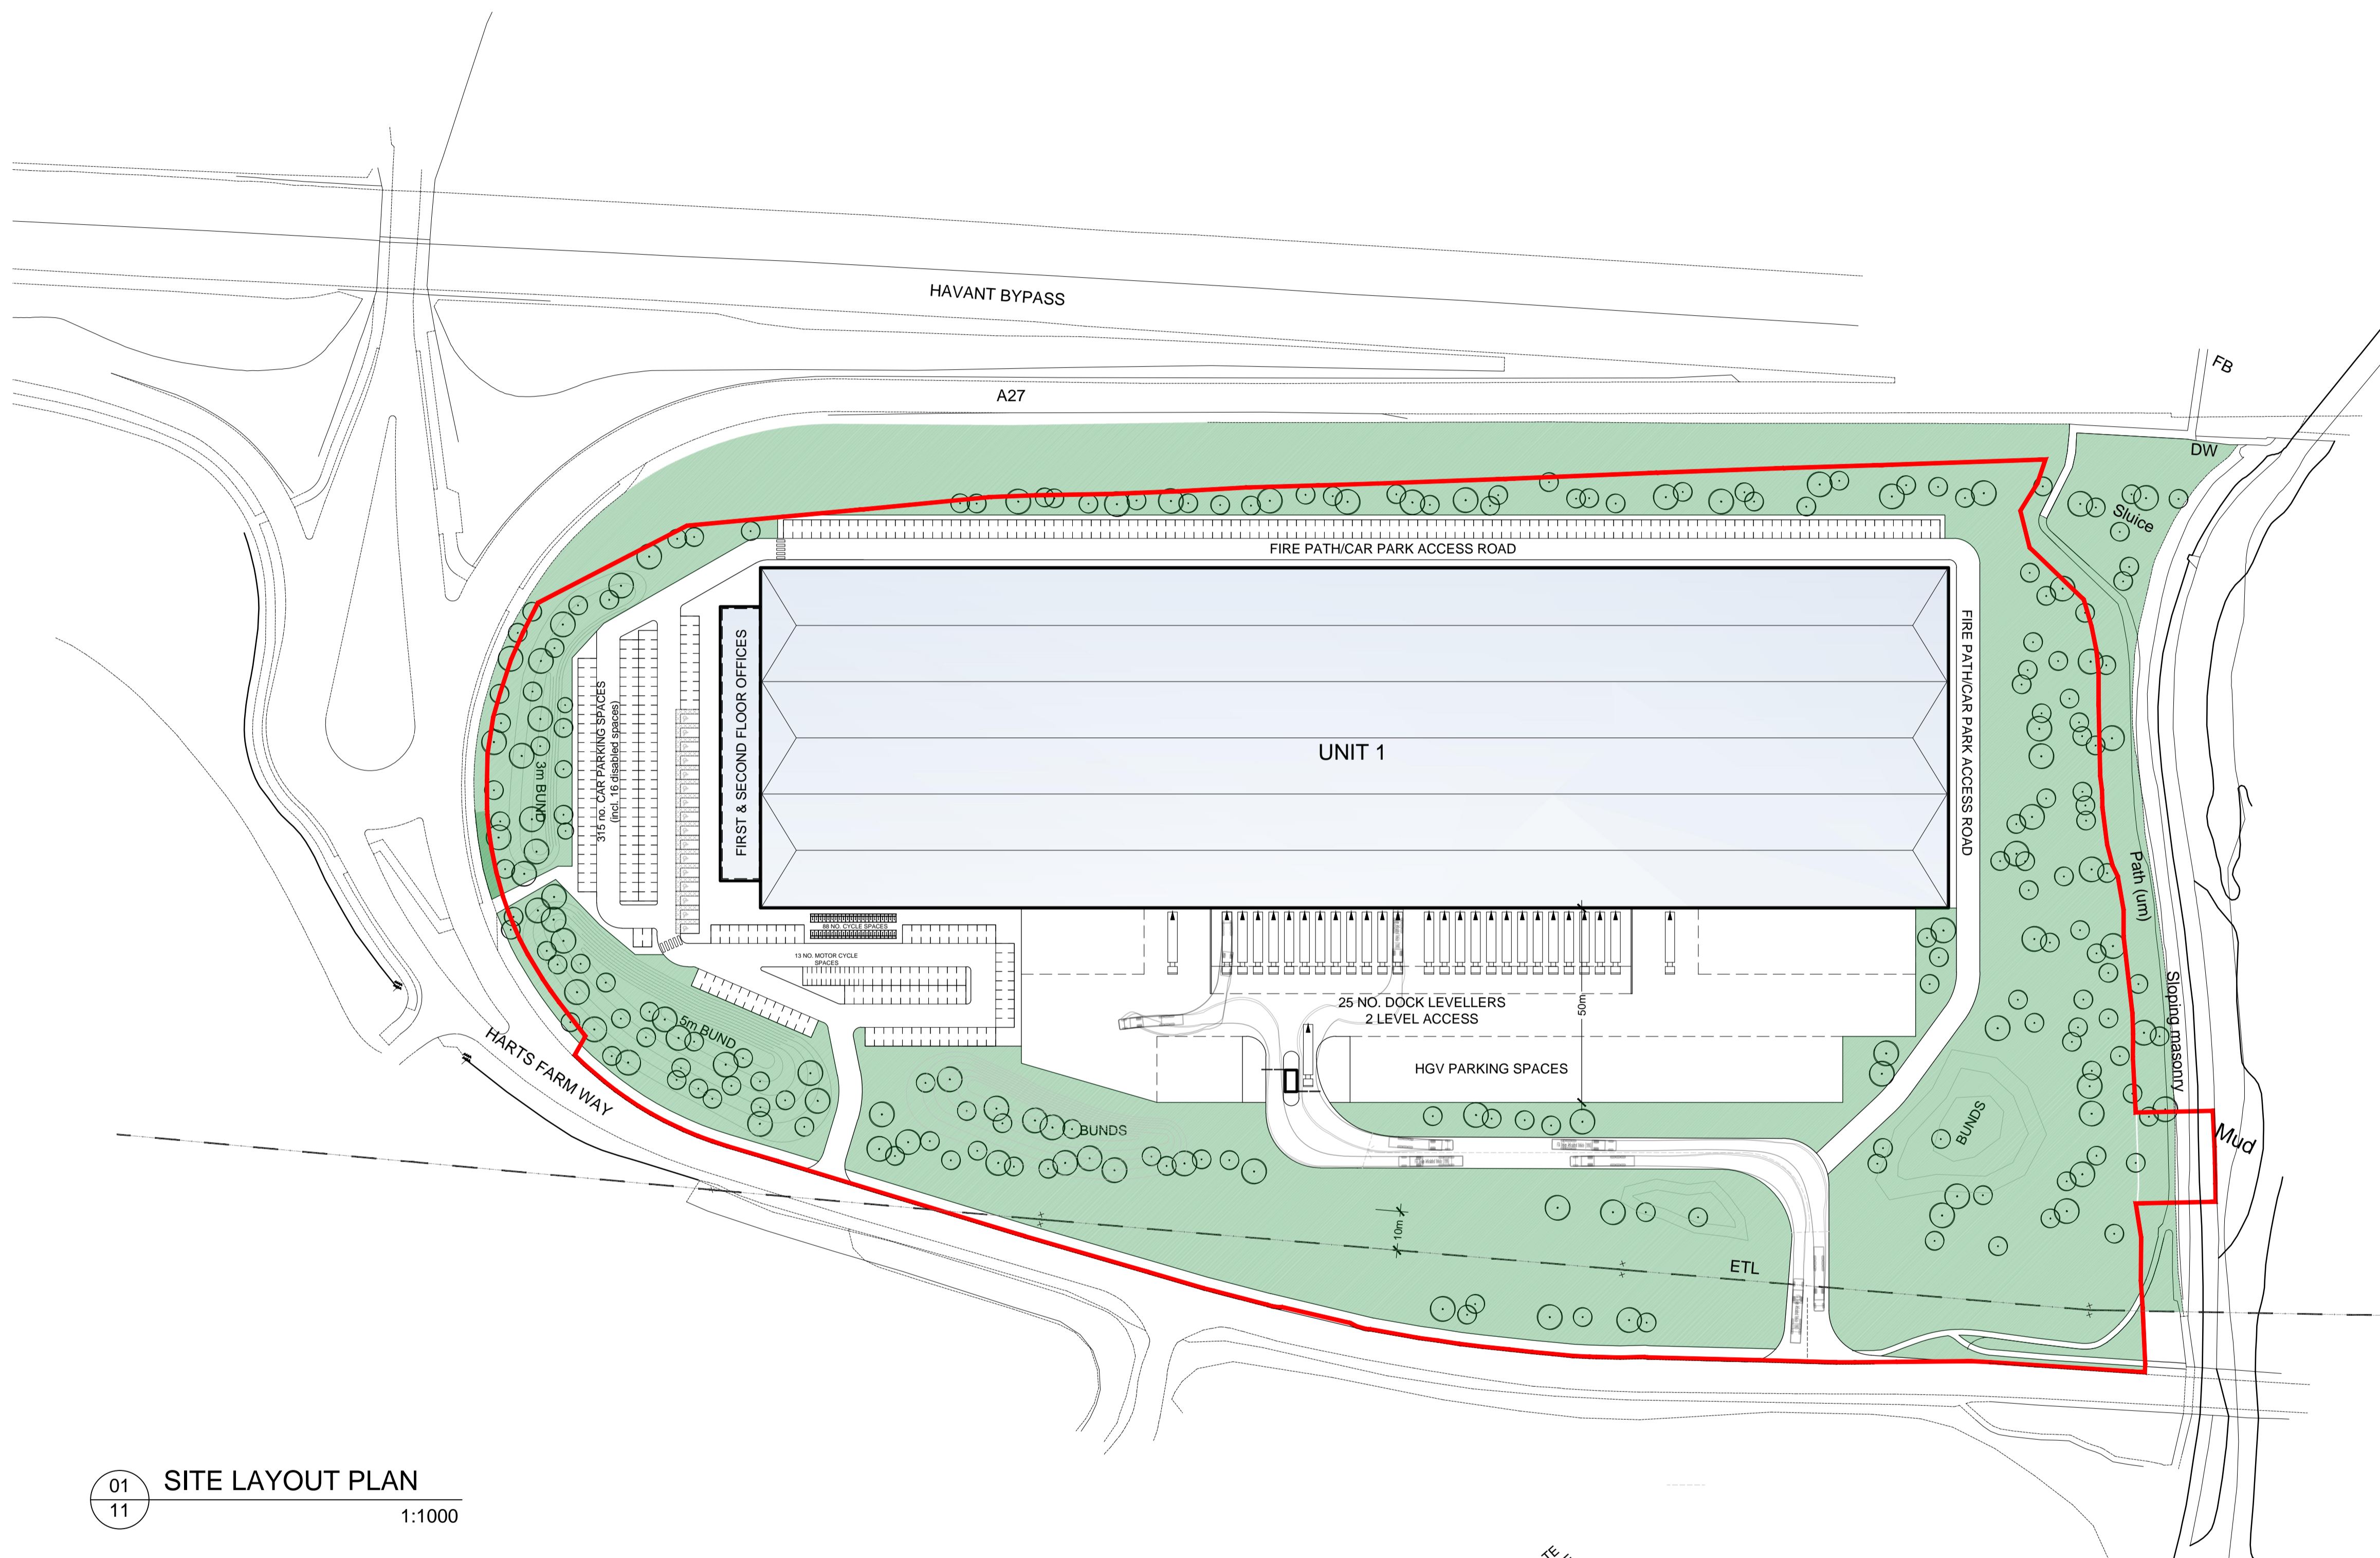 HAVANT BYPASS
FB
A27
DW
Sluice
FIRE PATH/CAR PARK ACCESS ROAD
FIRE PATH/CAR PARK ACCESS ROAD
FIRST & SECOND FLOOR OFFICES
315 no. CAR PARKING SPACES
(incl. 16 disabled spaces)
3m BUND
UNIT 1
Path (um)
88 NO. CYCLE SPACES
13 NO. MOTOR CYCLE
SPACES
Sloping masonry
25 NO. DOCK LEVELLERS
2 LEVEL ACCESS
50m
5m BUND
HARTS FARM WAY
HGV PARKING SPACES
BUNDS
BUNDS
Mud
10m
ETL
01
11
SITE LAYOUT PLAN
1:1000